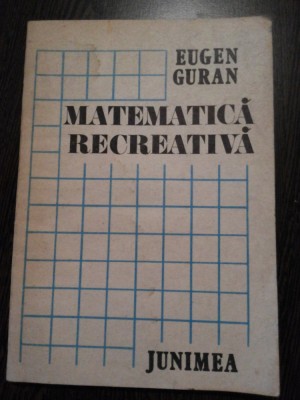 EUGEN
GURAN
MATEMATICĂ
RECREATIVĂ
JUNIMEA